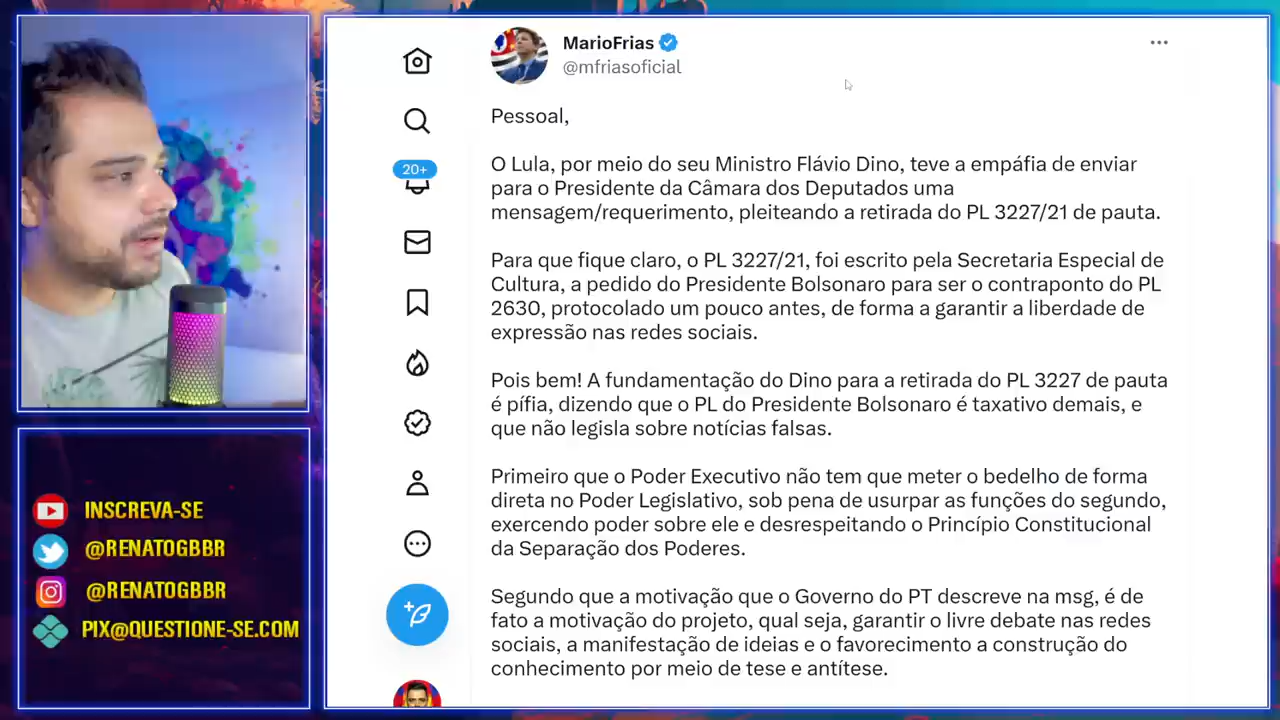 MarioFrias
@mfriasoficial
Pessoal,
O Lula, por meio do seu Ministro Flávio Dino, teve a empáfia de enviar
para o Presidente da Câmara dos Deputados uma
mensagem/requerimento, pleiteando a retirada do PL 3227/21 de pauta.
Para que fique claro, o PL 3227/21, foi escrito pela Secretaria Especial de
Cultura, a pedido do Presidente Bolsonaro para ser o contraponto do PL
2630, protocolado um pouco antes, de forma a garantir a liberdade de
expressão nas redes sociais.
Pois bem! A fundamentação do Dino para a retirada do PL 3227 de pauta
é pífia, dizendo que o PL do Presidente Bolsonaro é taxativo demais, e
que não legisla sobre notícias falsas.
Primeiro que o Poder Executivo não tem que meter o bedelho de forma
direta no Poder Legislativo, sob pena de usurpar as funções do segundo,
exercendo poder sobre ele e desrespeitando o Princípio Constitucional
da Separação dos Poderes.
Segundo que a motivação que o Governo do PT descreve na msg, é de
fato a motivação do projeto, qual seja, garantir o livre debate nas redes
sociais, a manifestação de ideias e o favorecimento a construção do
conhecimento por meio de tese e antítese.
20+
INSCREVA-SE
@RENATOGBBR
@RENATOGBBR
PIX@QUESTIONE-SE.COM